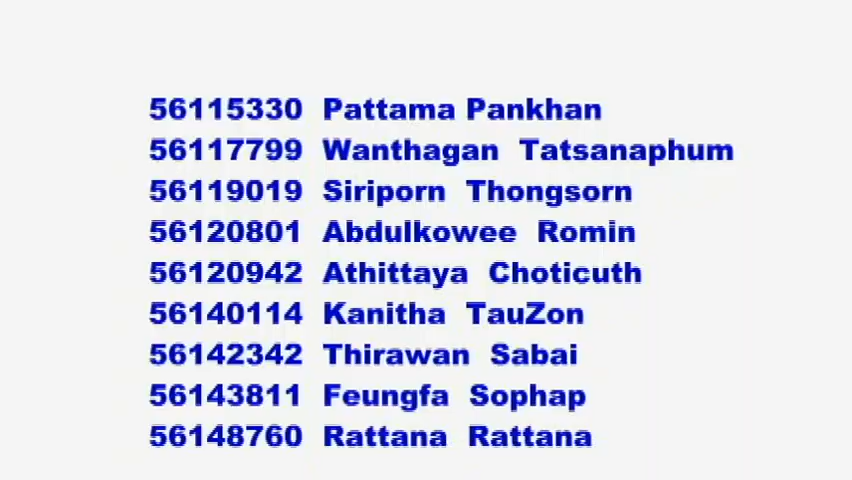 56115330 Pattama Pankhan
56117799 Wanthagan Tatsanaphum
56119019 Siriporn Thongsorn
56120801 Abdulkowee Romin
56120942 Athittaya Choticuth
56140114 Kanitha TauZon
56142342 Thirawan Sabai
56143811 Feungfa Sophap
56148760 Rattana Rattana